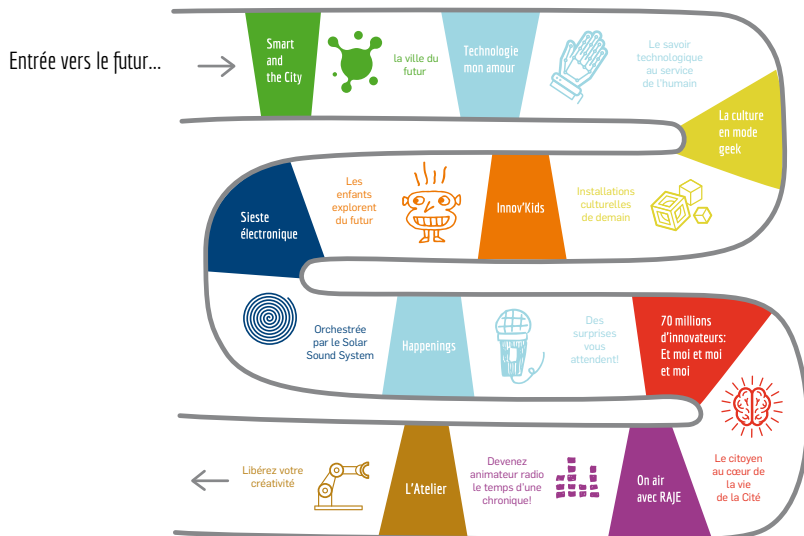 Entrée vers le futur...
Smart
and
the City
la ville du
futur
Technologie
mon amour
Le savoir
technologique
au service
de l'humain
La culture
en mode
geek
Installations
culturelles
de demain
Innov'Kids
Les
enfants
explorent
du futur
Sieste
électronique
Orchestrée
par le Solar
Sound System
Happenings
Des
surprises
vous
attendent!
70 millions
d'innovateurs:
Et moi et moi
et moi
Le citoyen
au cœur de
la vie
de la Cité
On air
avec RAJE
Devenez
animateur radio
le temps d'une
chronique!
L'Atelier
Libérez votre
créativité